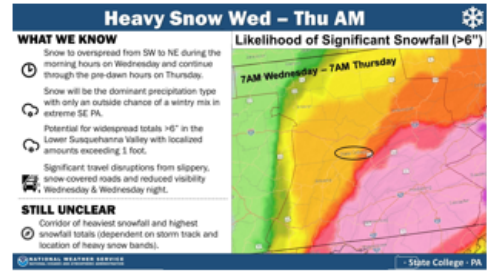 Heavy Snow Wed – Thu AM
WHAT WE KNOW
Snow to overspread from SW to NE during the
morning hours on Wednesday and continue
through the pre-dawn hours on Thursday.
Snow will be the dominant precipitation type
with only an outside chance of a wintry mix in
extreme SE PA.
Potential for widespread totals >6" in the
Lower Susquehanna Valley with localized
amounts exceeding 1 foot.
Significant travel disruptions from slippery,
snow covered roads and reduced visibility
Wednesday & Wednesday night.
STILL UNCLEAR
Corridor of heaviest snowfall and highest
snowfall totals (dependent on storm track and
location of heavy snow bands).
NATIONAL WEATHER SERVICE
NATIONAL OCEANIC AND ATMOSPHERIC ADMINISTRATION
Likelihood of Significant Snowfall (>6")
7AM Wednesday – 7AM Thursday
State College - PA